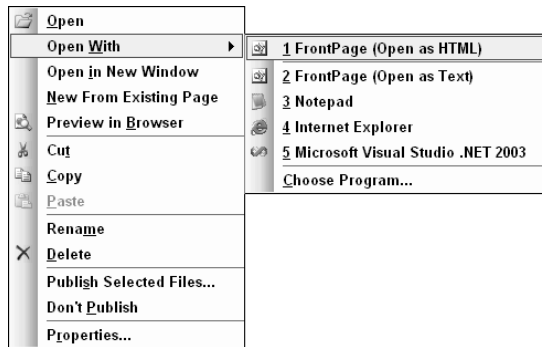 Open
Open With
Open in New Window
New From Existing Page
Preview in Browser
Cut
Copy
Paste
Rename
Delete
Publish Selected Files...
Don't Publish
Properties...
1 FrontPage (Open as HTML)
2 FrontPage (Open as Text)
3 Notepad
4 Internet Explorer
5 Microsoft Visual Studio .NET 2003
Choose Program...